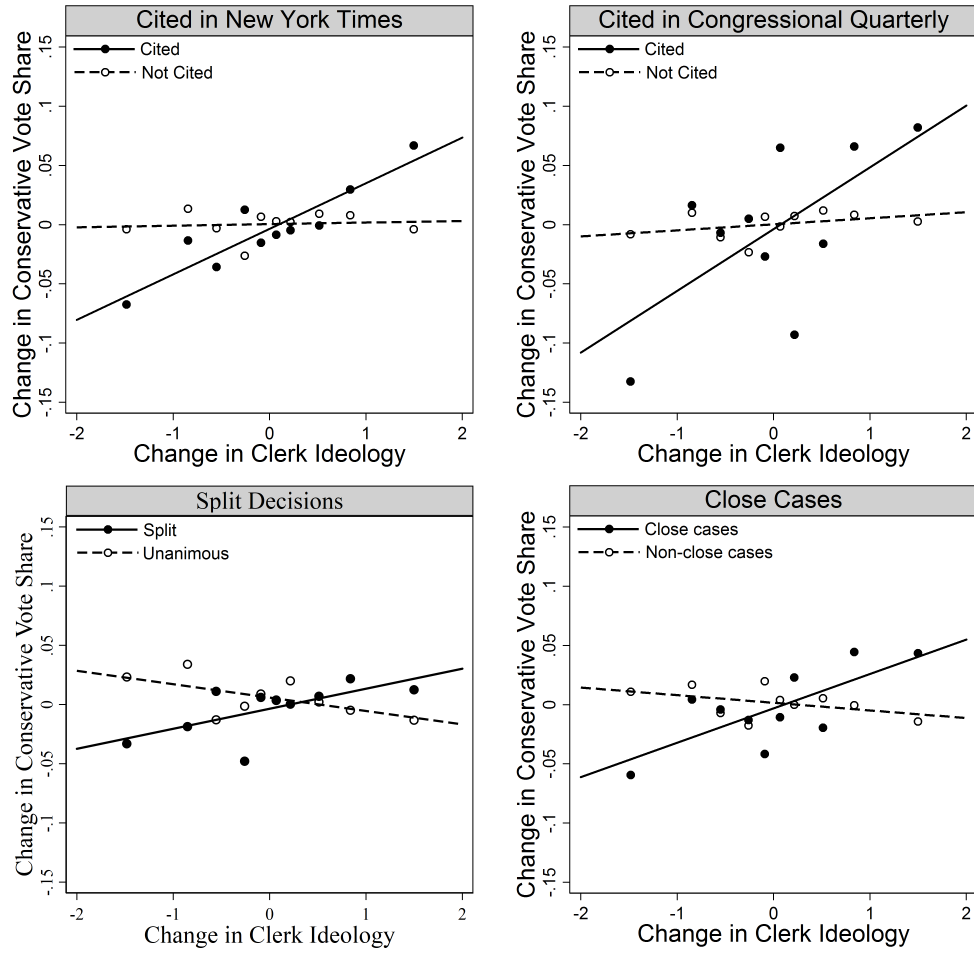 Cited in New York Times
Change in Conservative Vote Share
.15
.1
.05
0
-.05
-.1
-.15
Cited
Not Cited
-2
-1
0
1
2
Change in Clerk Ideology
Cited in Congressional Quarterly
Change in Conservative Vote Share
.15
.1
.05
0
-.05
-.1
-.15
Cited
Not Cited
-2
-1
0
1
2
Change in Clerk Ideology
Split Decisions
Change in Conservative Vote Share
.15
.1
.05
0
-.05
-.1
-.15
Split
Unanimous
-2
-1
0
1
2
Change in Clerk Ideology
Close Cases
Change in Conservative Vote Share
.15
.1
.05
0
-.05
-.1
-.15
Close cases
Non-close cases
-2
-1
0
1
2
Change in Clerk Ideology